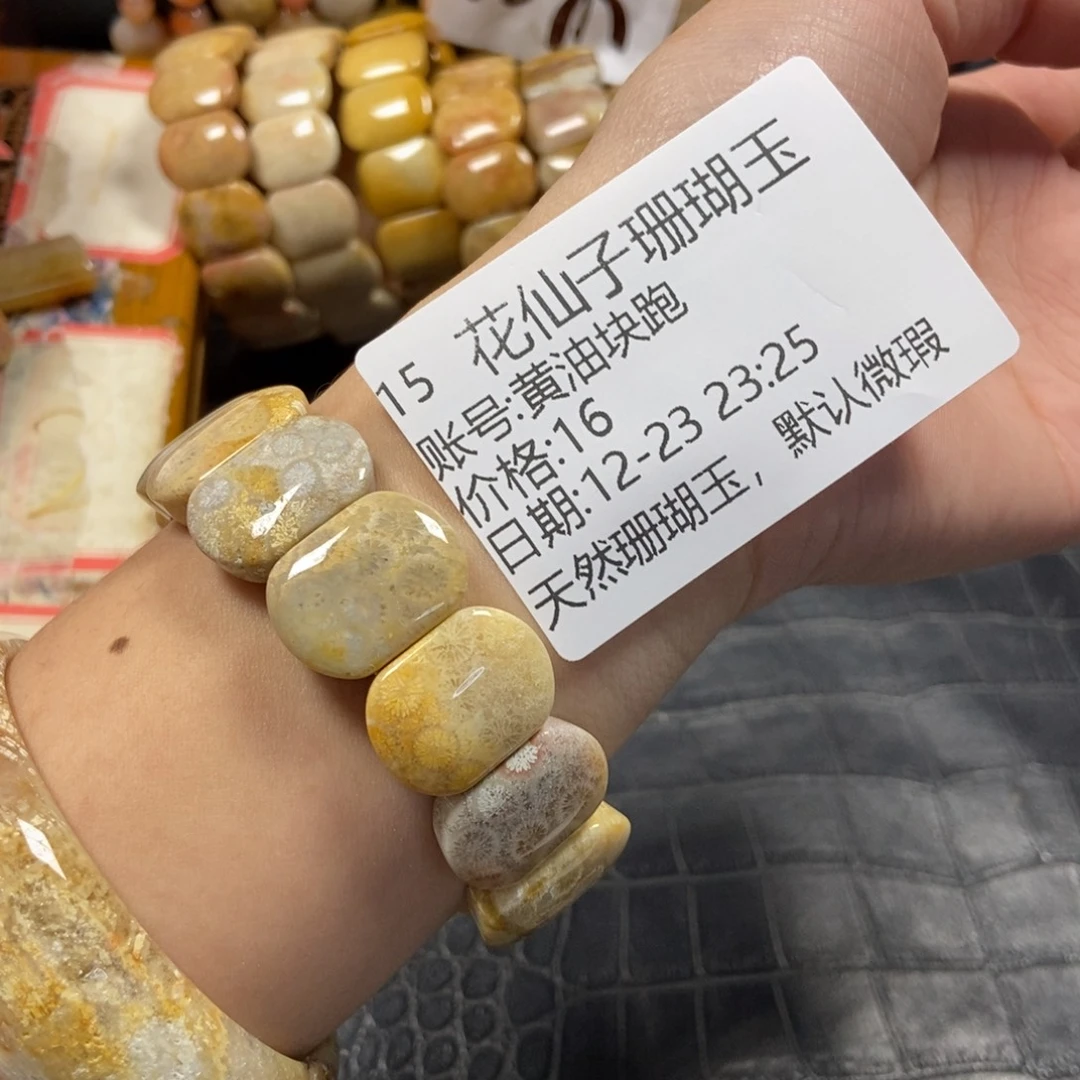 15 花仙子珊瑚玉
账号:黄油块跑
价格:16
日期:12-23 23:25
天然珊瑚玉，默认微瑕